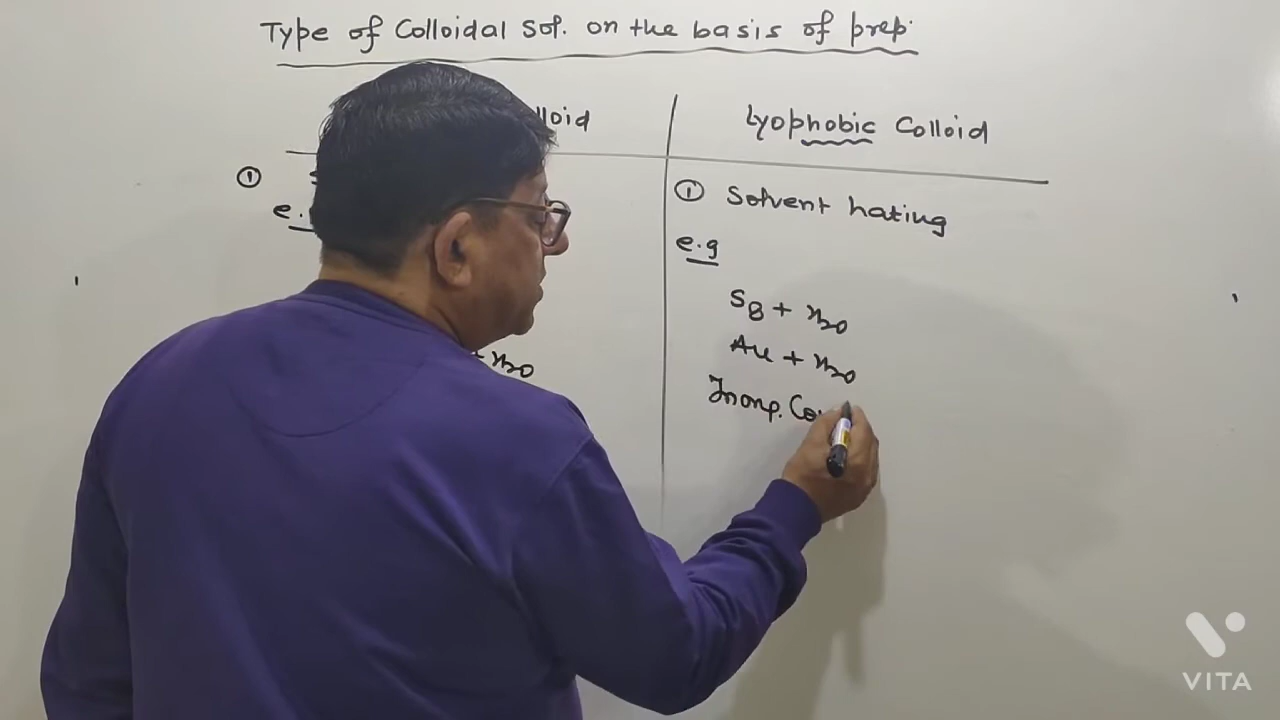 Type of Colloidal Sol. on the basis of prep.
lloid
Lyophobic Colloid
①
① Solvent hating
e.
e.g
S8 + H2O
Au + H2O
+ H2O
Inorg. Co
VITA